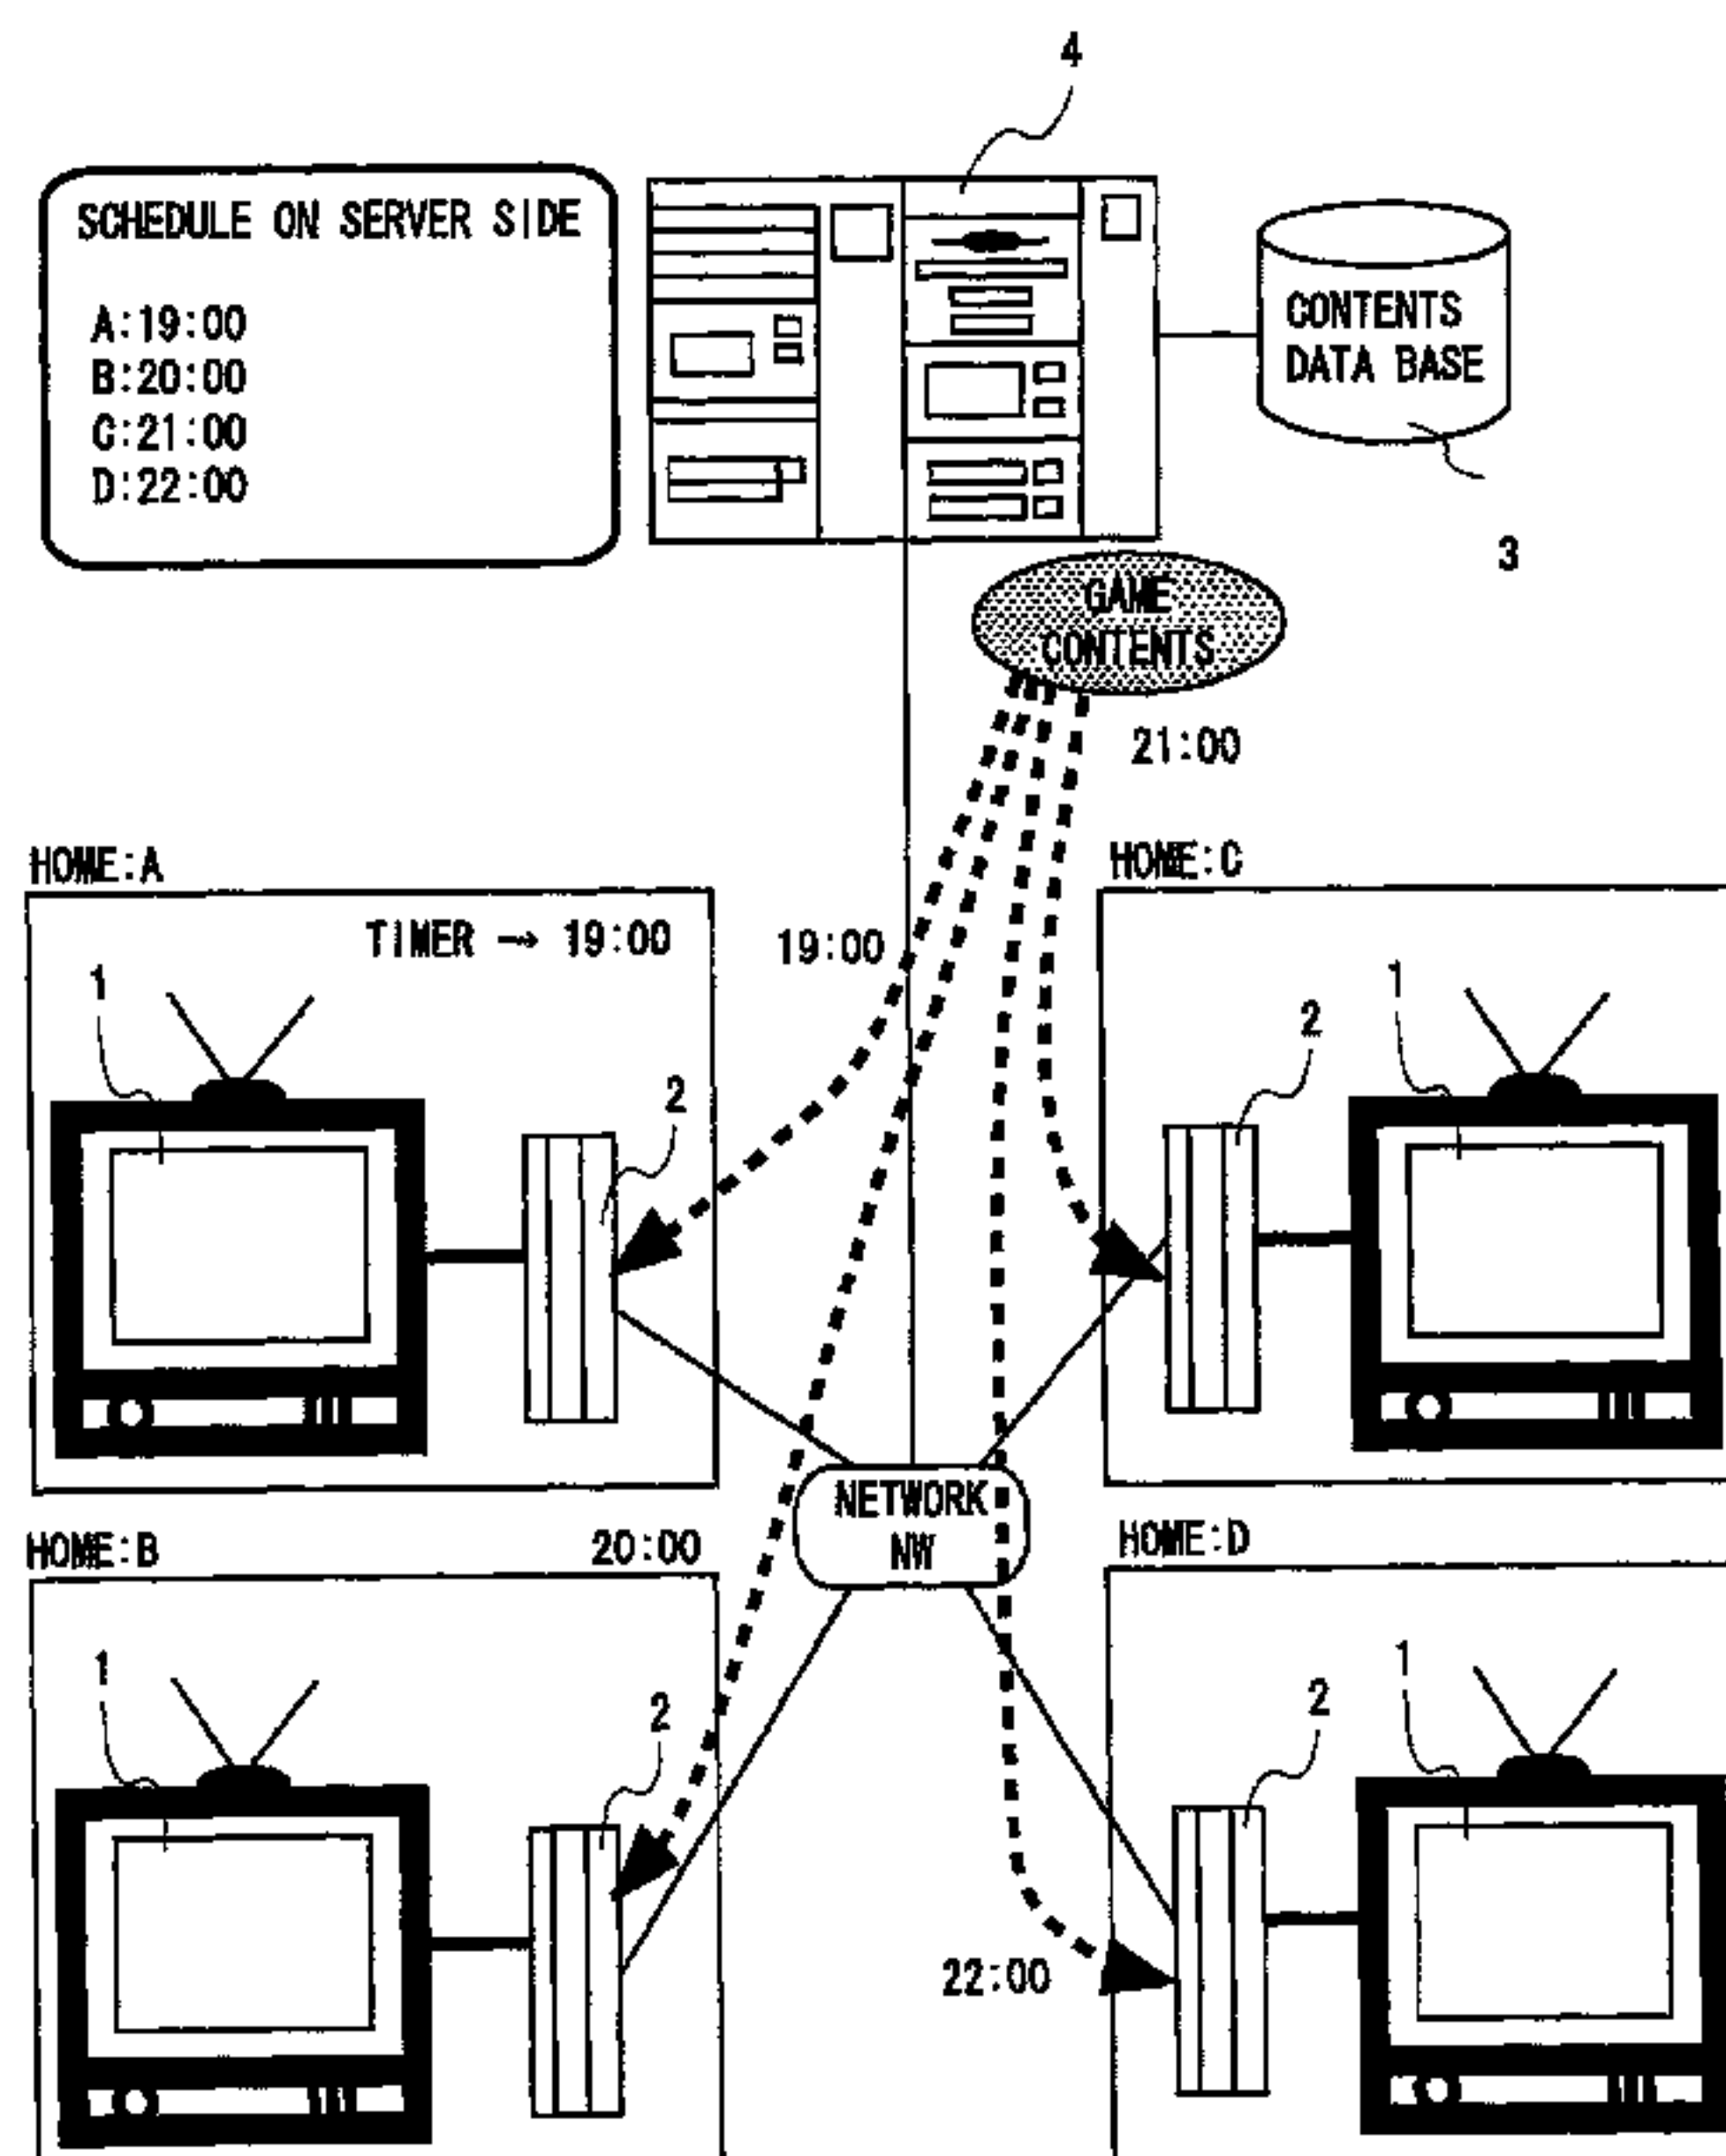 4
SCHEDULE ON SERVER SIDE
A:19:00
B:20:00
C:21:00
D:22:00
CONTENTS
DATA BASE
3
GAME
CONTENTS
21:00
HOME:A
TIMER → 19:00
19:00
1
2
HOME:C
2
1
NETWORK
NW
HOME:B
20:00
1
2
HOME:D
2
1
22:00